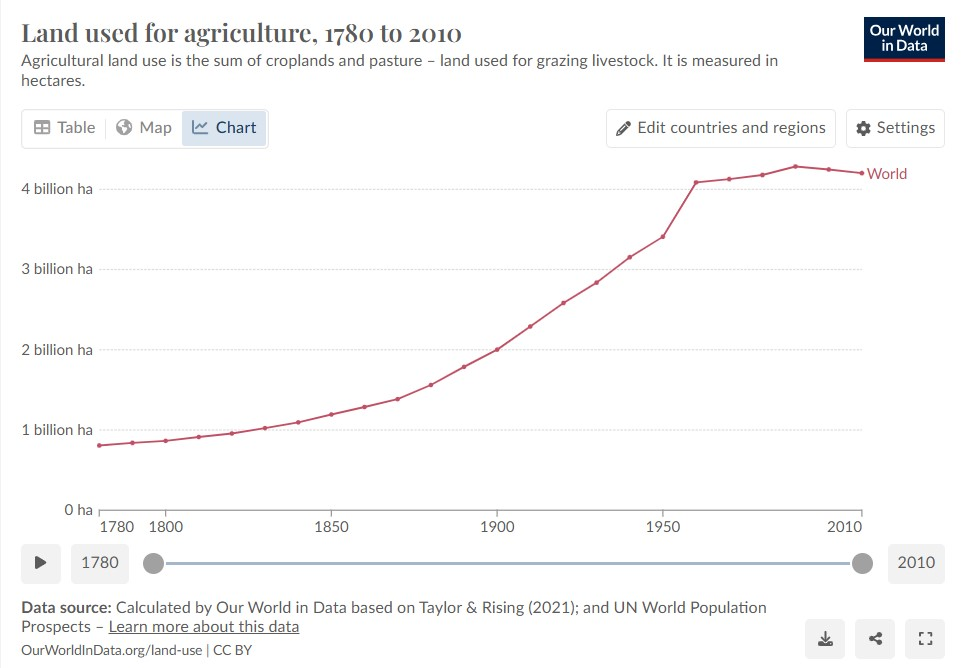 Land used for agriculture, 1780 to 2010
Our World
in Data
Agricultural land use is the sum of croplands and pasture – land used for grazing livestock. It is measured in
hectares.
Table
Map
Chart
Edit countries and regions
Settings
4 billion ha
World
3 billion ha
2 billion ha
1 billion ha
0 ha
1780 1800 1850 1900 1950 2010
1780
2010
Data source: Calculated by Our World in Data based on Taylor & Rising (2021); and UN World Population
Prospects – Learn more about this data
OurWorldInData.org/land-use | CC BY